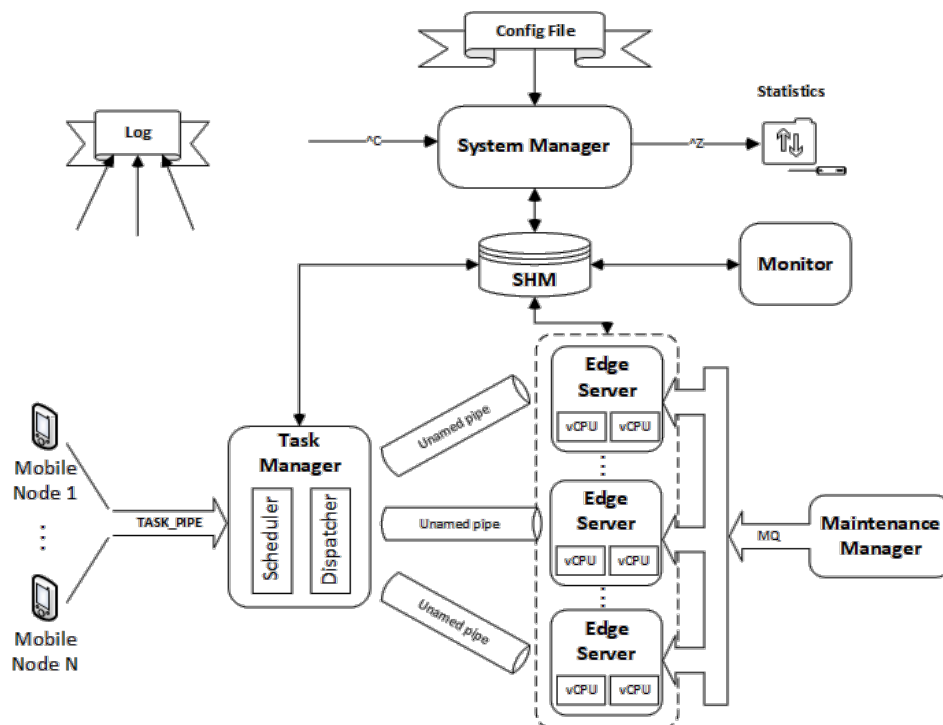 Config File
Statistics
Log
^C
System Manager
^Z
SHM
Monitor
Edge
Server
vCPU
vCPU
Unamed pipe
Task
Manager
Scheduler
Dispatcher
Mobile
Node 1
TASK_PIPE
Unamed pipe
Edge
Server
vCPU
vCPU
MQ
Maintenance
Manager
Unamed pipe
Mobile
Node N
Edge
Server
vCPU
vCPU